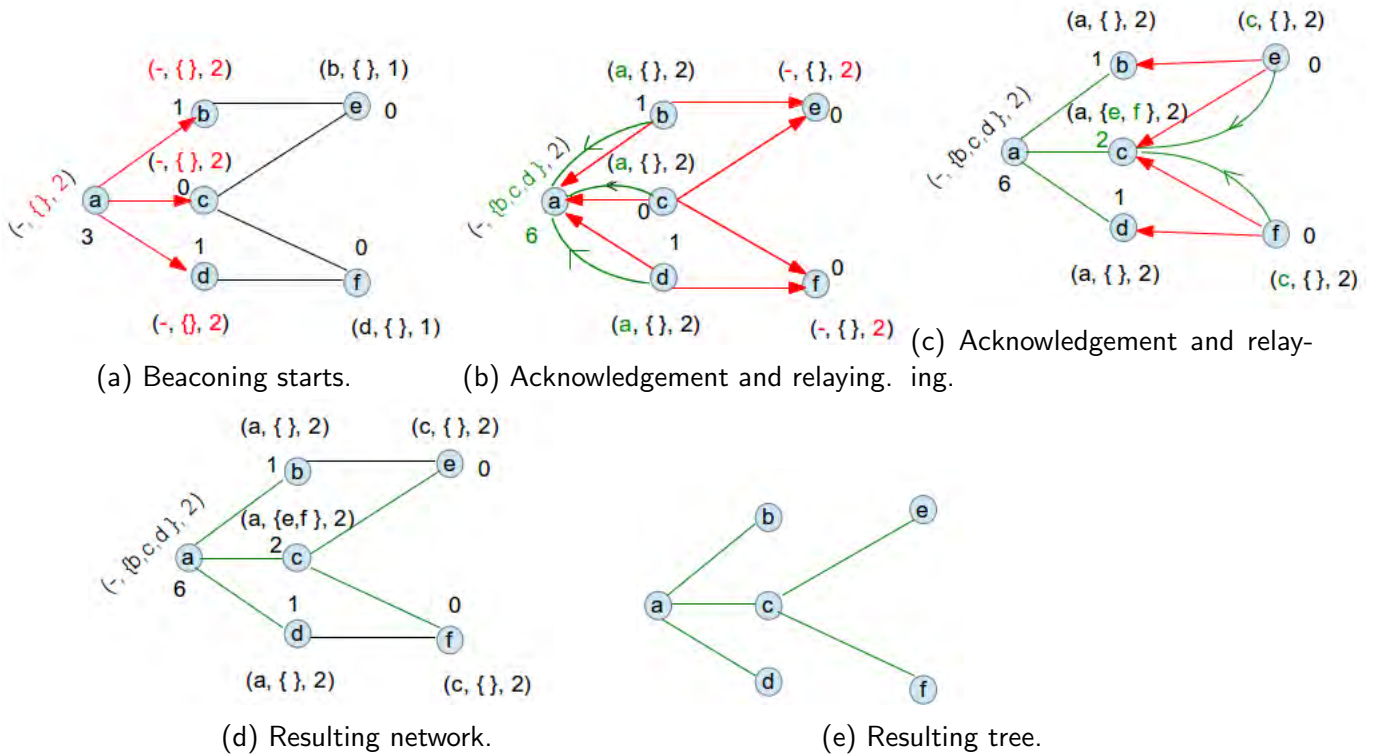 (-, { }, 2)
(b, { }, 1)
1
b
e
0
(-, {}, 2)
(-, { }, 2)
0
a
c
3
1
0
d
f
(-, {}, 2)
(d, { }, 1)
(a) Beaconing starts.
(a, { }, 2)
(-, { }, 2)
1
b
e
0
(-, {b,c,d }, 2)
(a, { }, 2)
a
0
c
6
1
0
d
f
(a, { }, 2)
(-, { }, 2)
(b) Acknowledgement and relaying.
(a, { }, 2)
(c, { }, 2)
1
b
e
0
(-, {b,c,d }, 2)
(a, {e, f }, 2)
2
a
c
6
1
d
f
0
(a, { }, 2)
(c, { }, 2)
(c) Acknowledgement and relay-
ing.
(a, { }, 2)
(c, { }, 2)
1
b
e
0
(-, {b,c,d }, 2)
(a, {e,f }, 2)
2
a
c
6
1
0
d
f
(a, { }, 2)
(c, { }, 2)
(d) Resulting network.
b
e
a
c
d
f
(e) Resulting tree.